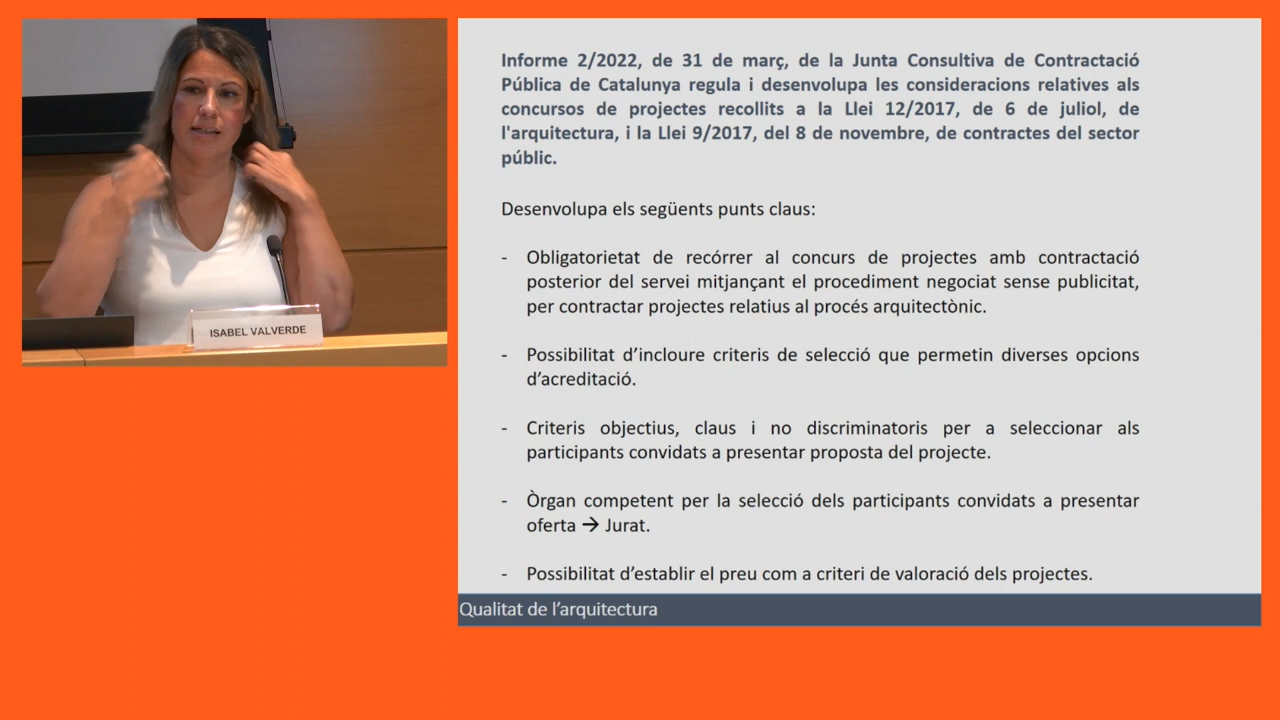 ISABEL VALVERDE
Informe 2/2022, de 31 de març, de la Junta Consultiva de Contractació
Pública de Catalunya regula i desenvolupa les consideracions relatives als
concursos de projectes recollits a la Llei 12/2017, de 6 de juliol, de
l'arquitectura, i la Llei 9/2017, del 8 de novembre, de contractes del sector
públic.
Desenvolupa els següents punts claus:
- Obligatorietat de recórrer al concurs de projectes amb contractació
posterior del servei mitjançant el procediment negociat sense publicitat,
per contractar projectes relatius al procés arquitectònic.
- Possibilitat d’incloure criteris de selecció que permetin diverses opcions
d’acreditació.
- Criteris objectius, claus i no discriminatoris per a seleccionar als
participants convidats a presentar proposta del projecte.
- Òrgan competent per la selecció dels participants convidats a presentar
oferta → Jurat.
- Possibilitat d’establir el preu com a criteri de valoració dels projectes.
Qualitat de l’arquitectura